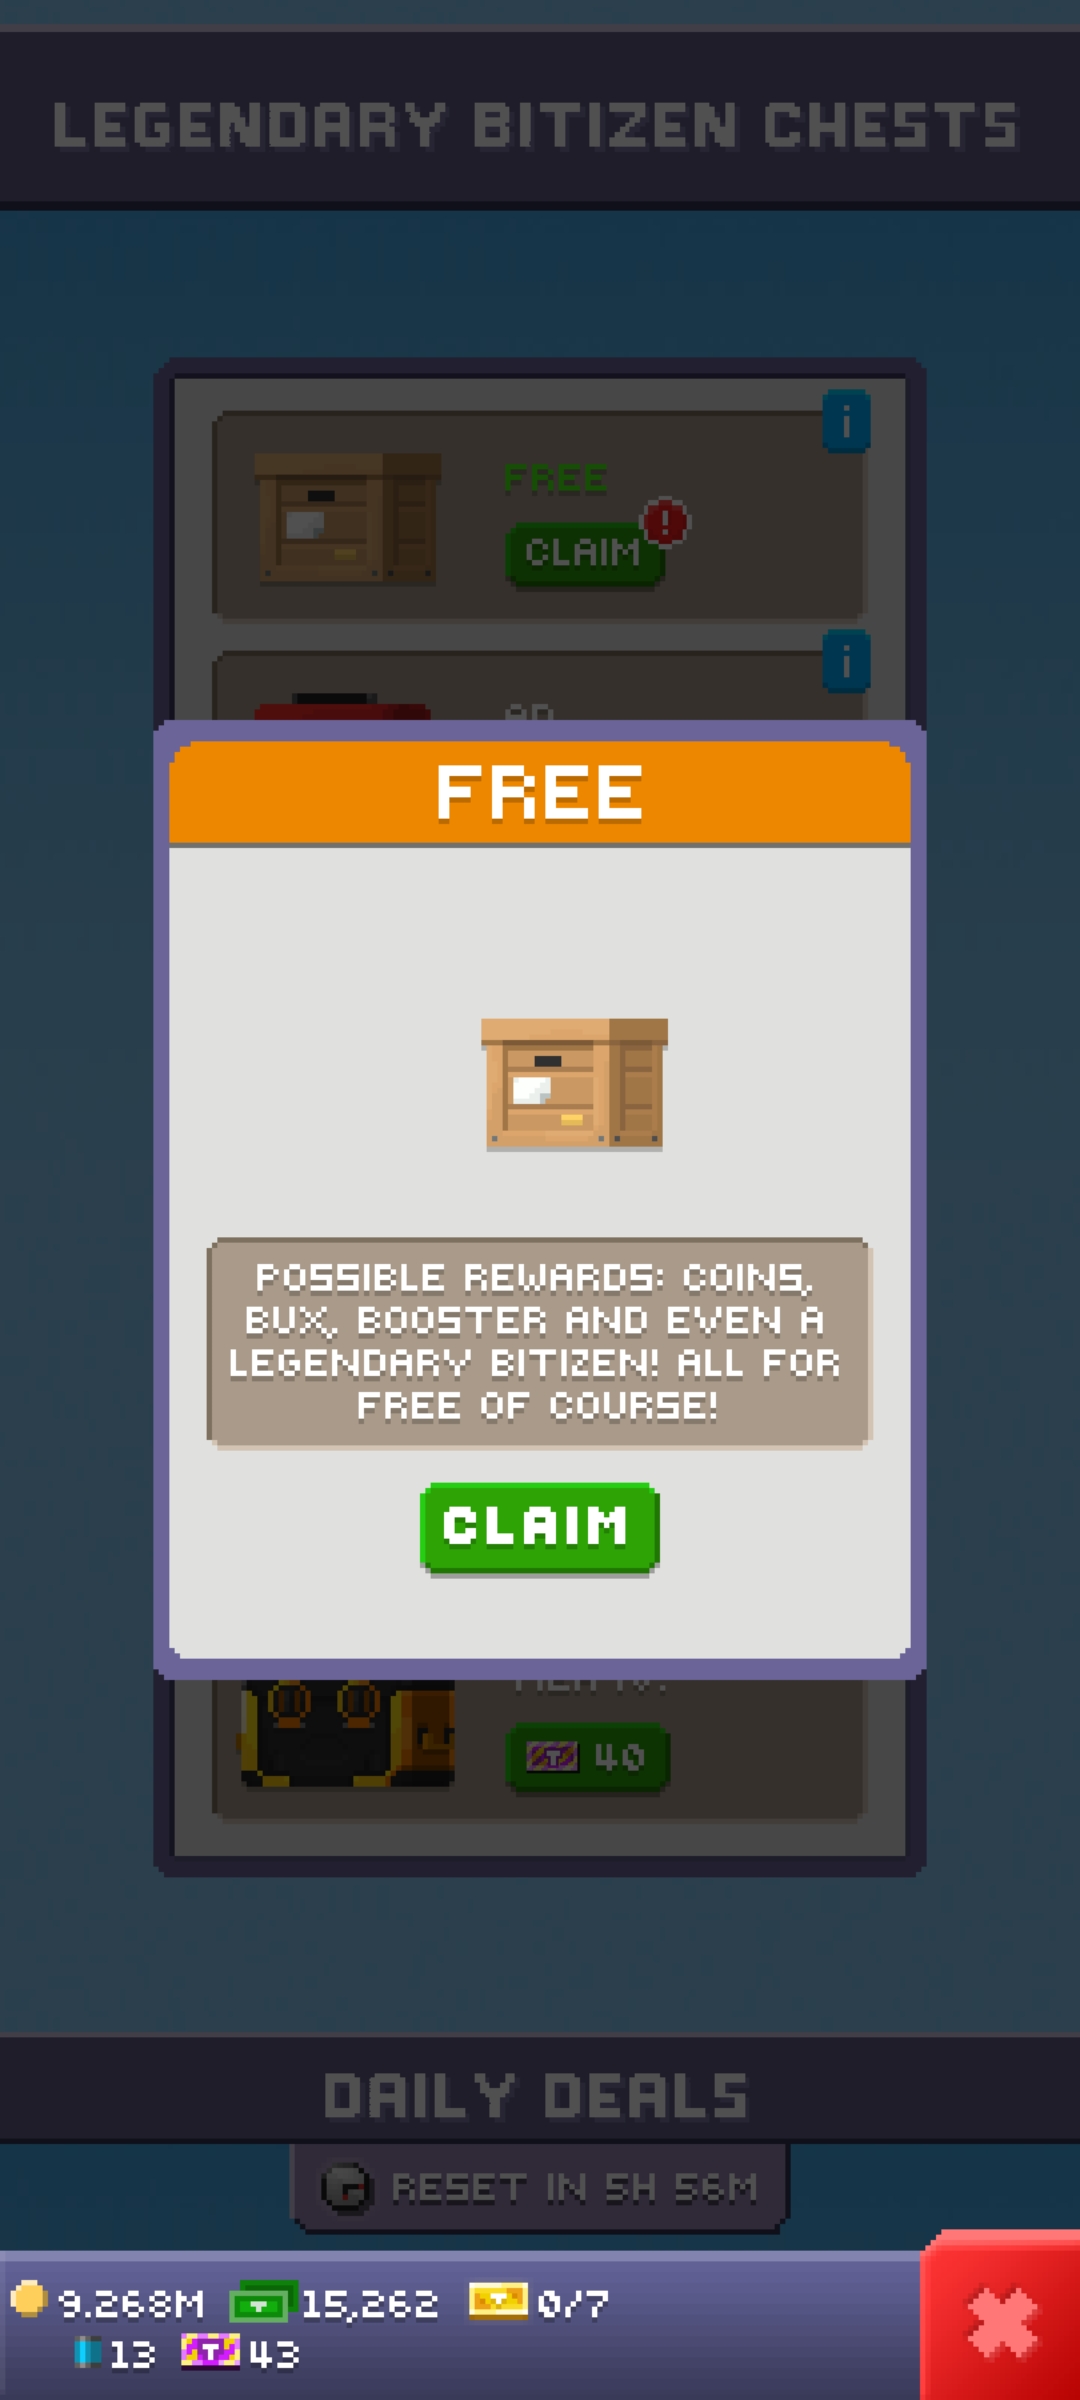 LEGENDARY BITIZEN CHESTS
i
FREE
CLAIM
!
i
AD
FREE
POSSIBLE REWARDS: COINS,
BUX, BOOSTER AND EVEN A
LEGENDARY BITIZEN! ALL FOR
FREE OF COURSE!
CLAIM
T 40
DAILY DEALS
RESET IN 5H 56M
9.268M 15,262 0/7
13 T 43